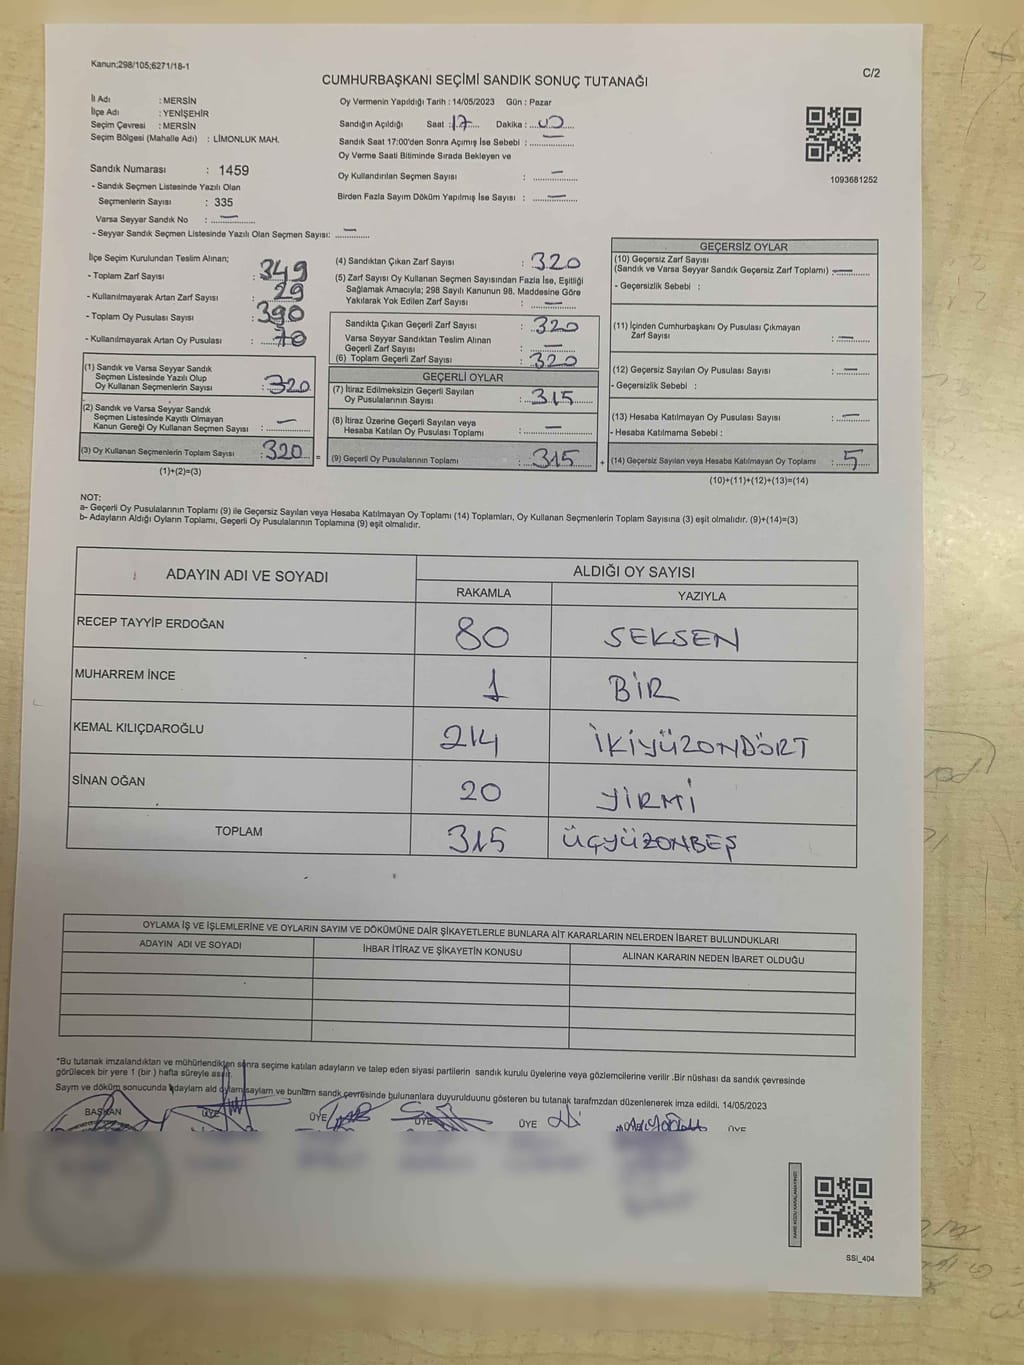 Kanun;298/105;6271/18-1
C/2
CUMHURBAŞKANI SEÇİMİ SANDIK SONUÇ TUTANAĞI
İl Adı : MERSİN
İlçe Adı : YENİŞEHİR
Seçim Çevresi : MERSİN
Seçim Bölgesi (Mahalle Adı) : LİMONLUK MAH.
Sandık Numarası : 1459
- Sandık Seçmen Listesinde Yazılı Olan
Seçmenlerin Sayısı : 335
Varsa Seyyar Sandık No : —
- Seyyar Sandık Seçmen Listesinde Yazılı Olan Seçmen Sayısı: —
Oy Vermenin Yapıldığı Tarih : 14/05/2023 Gün : Pazar
Sandığın Açıldığı Saat : 17 Dakika : 00
Sandık Saat 17:00'den Sonra Açımış İse Sebebi : —
Oy Verme Saati Bitiminde Sırada Bekleyen ve
Oy Kullandırılan Seçmen Sayısı : —
Birden Fazla Sayım Döküm Yapılmış İse Sayısı : —
1093681252
İlçe Seçim Kurulundan Teslim Alınan;
- Toplam Zarf Sayısı : 349
- Kullanılmayarak Artan Zarf Sayısı : 29
- Toplam Oy Pusulası Sayısı : 390
- Kullanılmayarak Artan Oy Pusulası : 70
(1) Sandık ve Varsa Seyyar Sandık
Seçmen Listesinde Yazılı Olup
Oy Kullanan Seçmenlerin Sayısı : 320
(2) Sandık ve Varsa Seyyar Sandık
Seçmen Listesinde Kayıtlı Olmayan
Kanun Gereği Oy Kullanan Seçmen Sayısı : —
(3) Oy Kullanan Seçmenlerin Toplam Sayısı : 320
(1)+(2)=(3)
(4) Sandıktan Çıkan Zarf Sayısı : 320
(5) Zarf Sayısı Oy Kullanan Seçmen Sayısından Fazla İse, Eşitliği
Sağlamak Amacıyla; 298 Sayılı Kanunun 98. Maddesine Göre
Yakılarak Yok Edilen Zarf Sayısı : —
Sandıkta Çıkan Geçerli Zarf Sayısı : 320
Varsa Seyyar Sandıktan Teslim Alınan
Geçerli Zarf Sayısı : —
(6) Toplam Geçerli Zarf Sayısı : 320
GEÇERLİ OYLAR
(7) İtiraz Edilmeksizin Geçerli Sayılan
Oy Pusulalarının Sayısı : 315
(8) İtiraz Üzerine Geçerli Sayılan veya
Hesaba Katılan Oy Pusulası Toplamı : —
= (9) Geçerli Oy Pusulalarının Toplamı : 315
GEÇERSİZ OYLAR
(10) Geçersiz Zarf Sayısı
(Sandık ve Varsa Seyyar Sandık Geçersiz Zarf Toplamı) : —
- Geçersizlik Sebebi :
(11) İçinden Cumhurbaşkanı Oy Pusulası Çıkmayan
Zarf Sayısı : —
(12) Geçersiz Sayılan Oy Pusulası Sayısı : —
- Geçersizlik Sebebi :
(13) Hesaba Katılmayan Oy Pusulası Sayısı : —
- Hesaba Katılmama Sebebi :
+ (14) Geçersiz Sayılan veya Hesaba Katılmayan Oy Toplamı : 5
(10)+(11)+(12)+(13)=(14)
NOT:
a- Geçerli Oy Pusulalarının Toplamı (9) ile Geçersiz Sayılan veya Hesaba Katılmayan Oy Toplamı (14) Toplamları, Oy Kullanan Seçmenlerin Toplam Sayısına (3) eşit olmalıdır. (9)+(14)=(3)
b- Adayların Aldığı Oyların Toplamı, Geçerli Oy Pusulalarının Toplamına (9) eşit olmalıdır.
ADAYIN ADI VE SOYADI ALDIĞI OY SAYISI
RAKAMLA YAZIYLA
RECEP TAYYİP ERDOĞAN 80 SEKSEN
MUHARREM İNCE 1 BİR
KEMAL KILIÇDAROĞLU 214 İKİYÜZONDÖRT
SİNAN OĞAN 20 YİRMİ
TOPLAM 315 ÜÇYÜZONBEŞ
OYLAMA İŞ VE İŞLEMLERİNE VE OYLARIN SAYIM VE DÖKÜMÜNE DAİR ŞİKAYETLERLE BUNLARA AİT KARARLARIN NELERDEN İBARET BULUNDUKLARI
ADAYIN ADI VE SOYADI İHBAR İTİRAZ VE ŞİKAYETİN KONUSU ALINAN KARARIN NEDEN İBARET OLDUĞU
*Bu tutanak imzalandıktan ve mühürlendikten sonra seçime katılan adayların ve talep eden siyasi partilerin sandık kurulu üyelerine veya gözlemcilerine verilir .Bir nüshası da sandık çevresinde
görülecek bir yere 1 (bir ) hafta süreyle asılır.
Sayım ve döküm sonucunda adaylam ald oylam saylam ve bunlam sandk çevresinde bulunanlara duyurulduunu gösteren bu tutanak tarafmzdan düzenlenerek imza edildi. 14/05/2023
BAŞKAN ÜYE ÜYE ÜYE ÜYE ÜYE
SSI_404